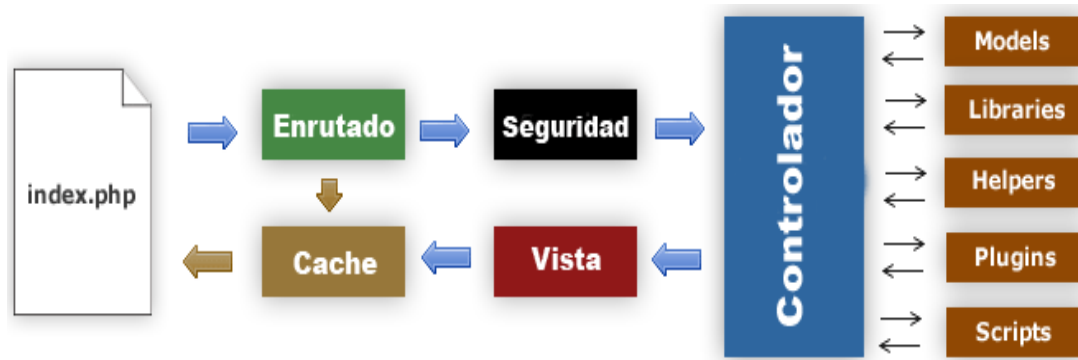 index.php
Enrutado
Seguridad
Cache
Vista
Controlador
Models
Libraries
Helpers
Plugins
Scripts